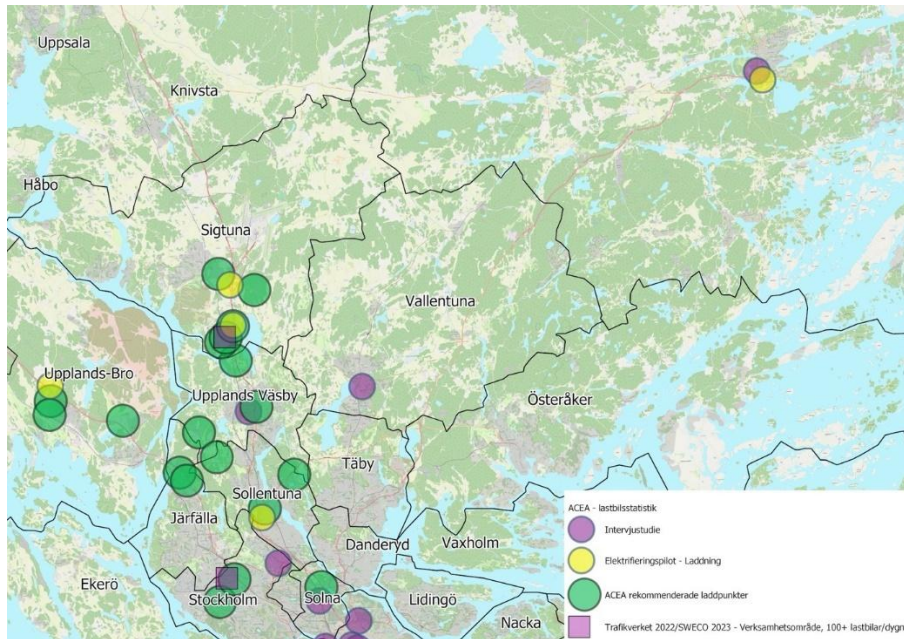 Uppsala
Knivsta
Håbo
Sigtuna
Vallentuna
Upplands-Bro
Upplands Väsby
Österåker
Täby
Sollentuna
Järfälla
Danderyd
Vaxholm
Ekerö
Stockholm
Solna
Lidingö
Nacka
ACEA - lastbilsstatistik
Intervjustudie
Elektrifieringspilot - Laddning
ACEA rekommenderade laddpunkter
Trafikverket 2022/SWECO 2023 - Verksamhetsområde, 100+ lastbilar/dygn